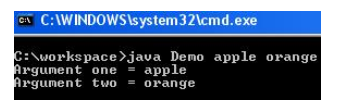 C:\WINDOWS\system32\cmd.exe
C:\workspace>java Demo apple orange
Argument one = apple
Argument two = orange